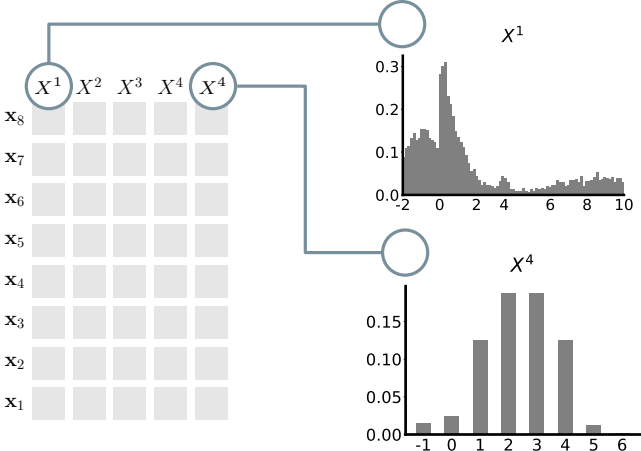 X¹ X² X³ X⁴ X⁴
x₈
x₇
x₆
x₅
x₄
x₃
x₂
x₁
X¹
0.3
0.2
0.1
0.0
-2 0 2 4 6 8 10
X⁴
0.15
0.10
0.05
0.00
-1 0 1 2 3 4 5 6